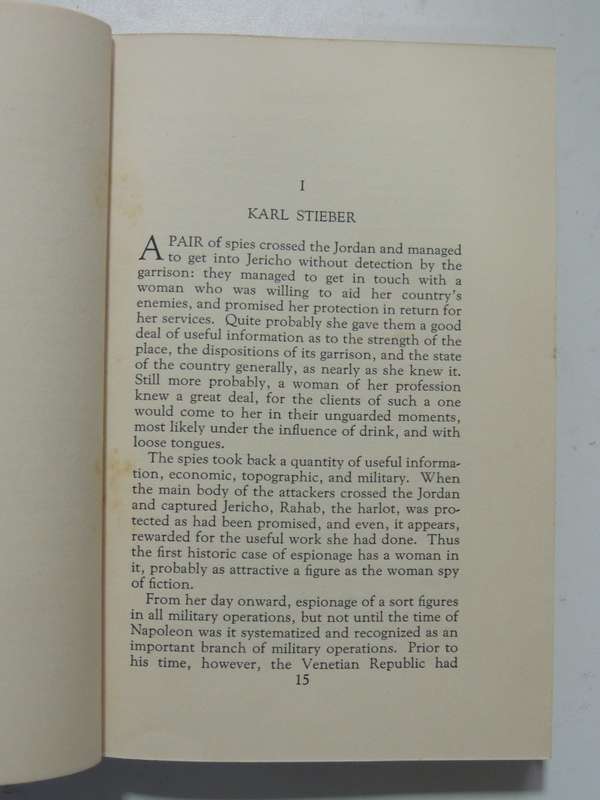 I
KARL STIEBER
A PAIR of spies crossed the Jordan and managed
to get into Jericho without detection by the
garrison: they managed to get in touch with a
woman who was willing to aid her country's
enemies, and promised her protection in return for
her services. Quite probably she gave them a good
deal of useful information as to the strength of the
place, the dispositions of its garrison, and the state
of the country generally, as nearly as she knew it.
Still more probably, a woman of her profession
knew a great deal, for the clients of such a one
would come to her in their unguarded moments,
most likely under the influence of drink, and with
loose tongues.
The spies took back a quantity of useful informa-
tion, economic, topographic, and military. When
the main body of the attackers crossed the Jordan
and captured Jericho, Rahab, the harlot, was pro-
tected as had been promised, and even, it appears,
rewarded for the useful work she had done. Thus
the first historic case of espionage has a woman in
it, probably as attractive a figure as the woman spy
of fiction.
From her day onward, espionage of a sort figures
in all military operations, but not until the time of
Napoleon was it systematized and recognized as an
important branch of military operations. Prior to
his time, however, the Venetian Republic had
15